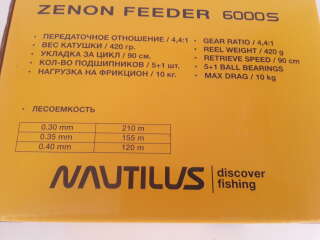 ZENON FEEDER 6000S
• ПЕРЕДАТОЧНОЕ ОТНОШЕНИЕ / 4,4:1
• ВЕС КАТУШКИ / 420 гр.
• УКЛАДКА ЗА ЦИКЛ / 90 см.
• КОЛ-ВО ПОДШИПНИКОВ / 5+1 шт.
• НАГРУЗКА НА ФРИКЦИОН / 10 кг.
• GEAR RATIO / 4,4:1
• REEL WEIGHT / 420 g
• RETRIEVE SPEED / 90 cm
• 5+1 BALL BEARINGS
• MAX DRAG / 10 kg
• ЛЕСОЕМКОСТЬ
0.30 mm 210 m
0.35 mm 155 m
0.40 mm 120 m
NAUTILUS
discover
fishing